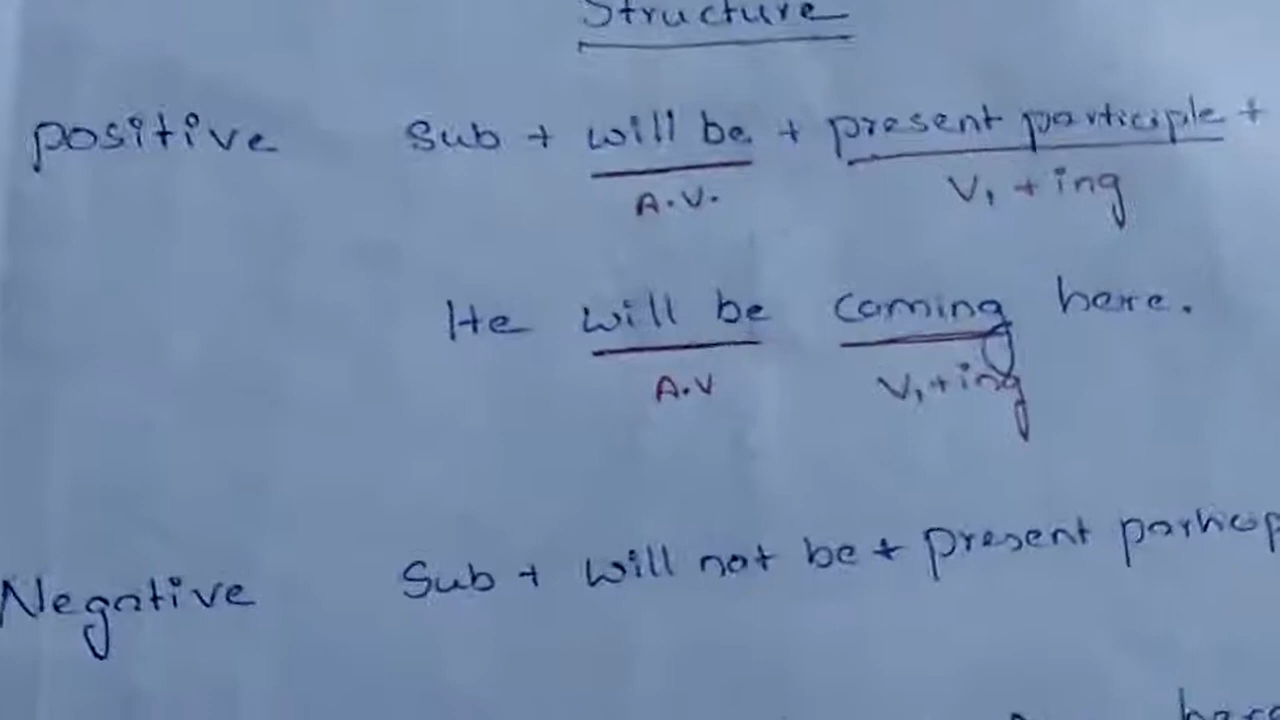 Structure
positive Sub + will be + present participle +
A.V. V1 + ing
He will be coming here.
A.V V1+ing
Negative Sub + will not be + present particip